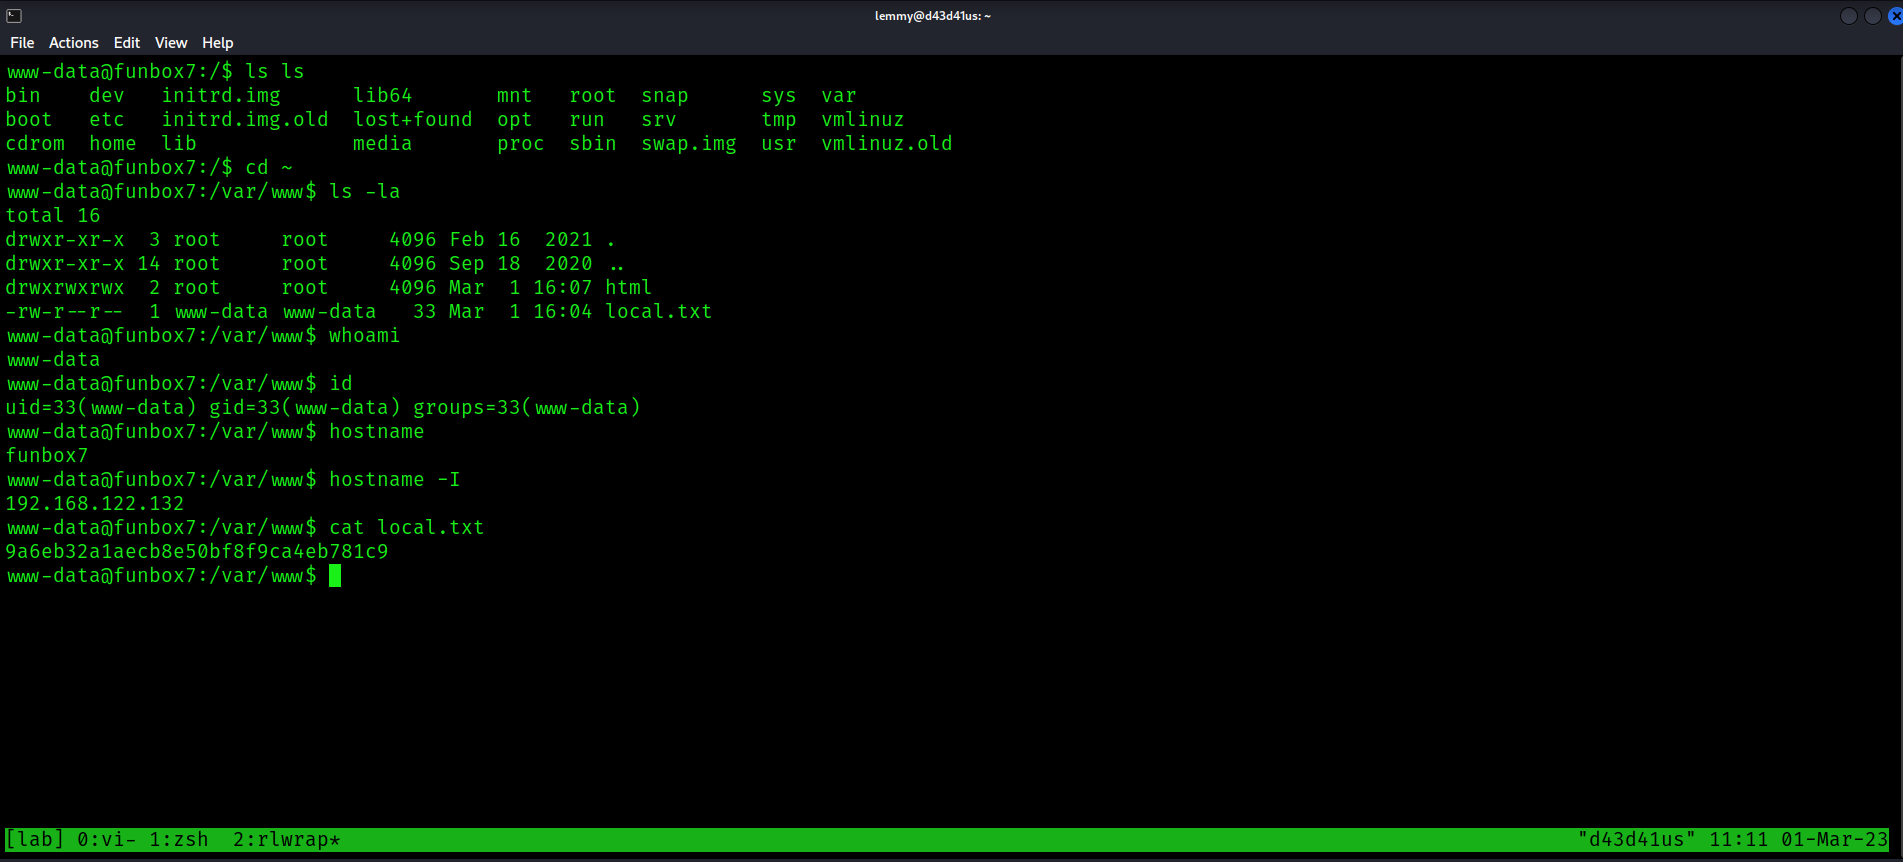 lemmy@d43d41us: ~
File Actions Edit View Help
www-data@funbox7:/$ ls ls
bin    dev   initrd.img      lib64       mnt   root  snap      sys  var
boot   etc   initrd.img.old  lost+found  opt   run   srv       tmp  vmlinuz
cdrom  home  lib             media       proc  sbin  swap.img  usr  vmlinuz.old
www-data@funbox7:/$ cd ~
www-data@funbox7:/var/www$ ls -la
total 16
drwxr-xr-x  3 root     root     4096 Feb 16  2021 .
drwxr-xr-x 14 root     root     4096 Sep 18  2020 ..
drwxrwxrwx  2 root     root     4096 Mar  1 16:07 html
-rw-r--r--  1 www-data www-data   33 Mar  1 16:04 local.txt
www-data@funbox7:/var/www$ whoami
www-data
www-data@funbox7:/var/www$ id
uid=33(www-data) gid=33(www-data) groups=33(www-data)
www-data@funbox7:/var/www$ hostname
funbox7
www-data@funbox7:/var/www$ hostname -I
192.168.122.132
www-data@funbox7:/var/www$ cat local.txt
9a6eb32a1aecb8e50bf8f9ca4eb781c9
www-data@funbox7:/var/www$
[lab] 0:vi- 1:zsh  2:rlwrap* "d43d41us" 11:11 01-Mar-23